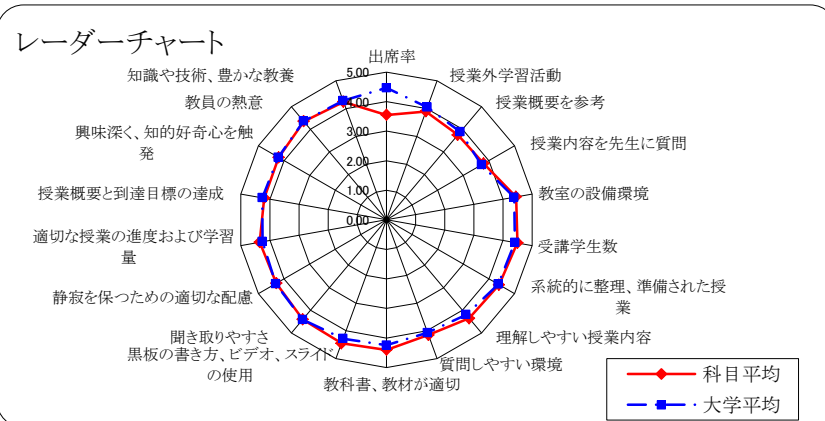 レーダーチャート
出席率
授業外学習活動
授業概要を参考
授業内容を先生に質問
教室の設備環境
受講学生数
系統的に整理、準備された授
業
理解しやすい授業内容
質問しやすい環境
教科書、教材が適切
黒板の書き方、ビデオ、スライド
の使用
聞き取りやすさ
静寂を保つための適切な配慮
適切な授業の進度および学習
量
授業概要と到達目標の達成
興味深く、知的好奇心を触
発
教員の熱意
知識や技術、豊かな教養
5.00
4.00
3.00
2.00
1.00
0.00
科目平均
大学平均